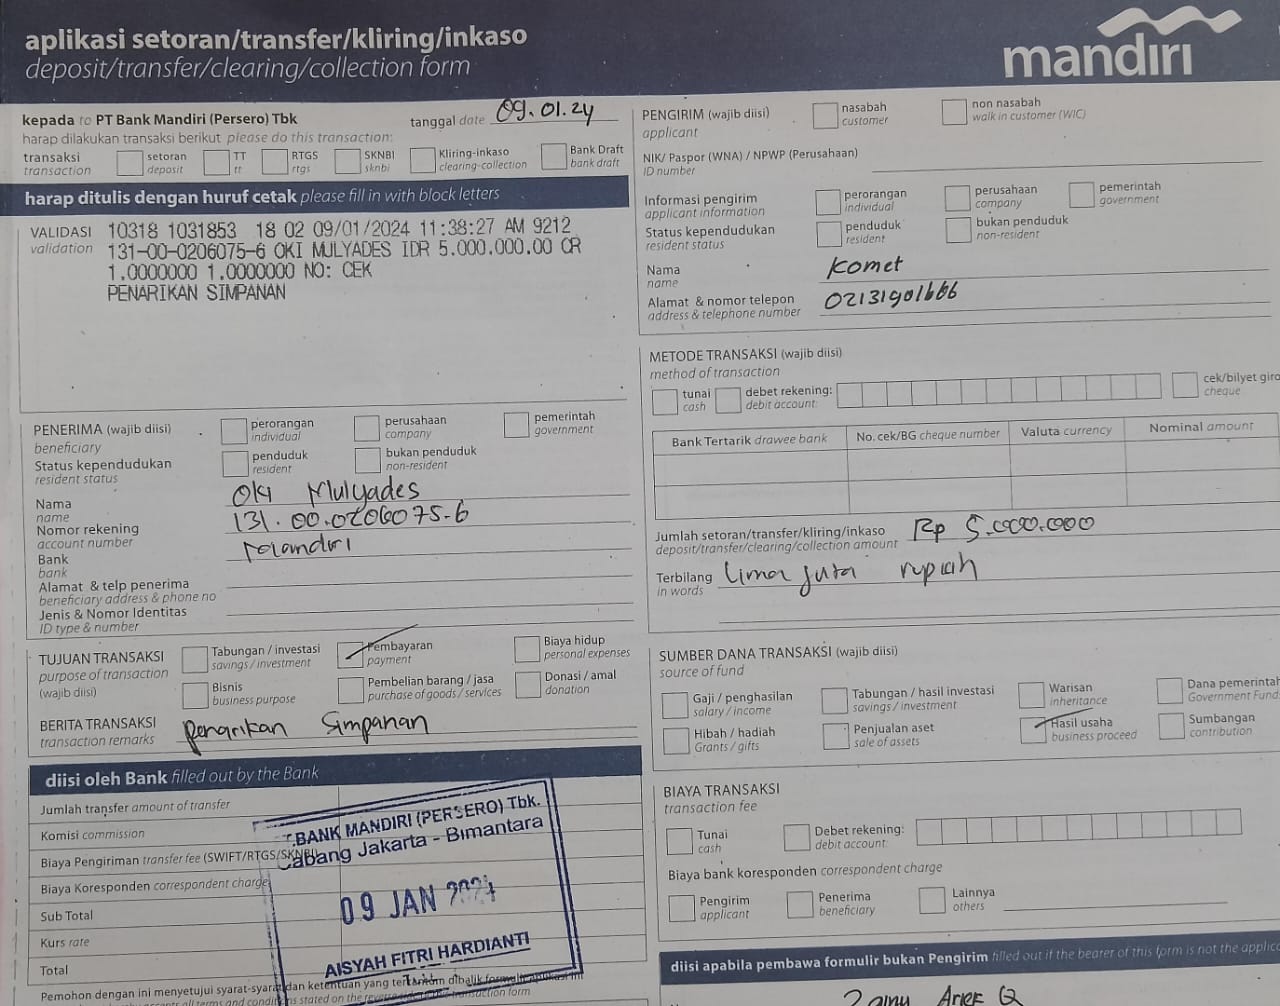 aplikasi setoran/transfer/kliring/inkaso
deposit/transfer/clearing/collection form
mandiri
kepada to PT Bank Mandiri (Persero) Tbk
tanggal date 09.01.24
harap dilakukan transaksi berikut please do this transaction:
transaksi
transaction
setoran
deposit
TT
tt
RTGS
rtgs
SKNBI
sknbi
Kliring-inkaso
clearing-collection
Bank Draft
bank draft
harap ditulis dengan huruf cetak please fill in with block letters
VALIDASI
validation
10318 1031853 18 02 09/01/2024 11:38:27 AM 9212
131-00-0206075-6 OKI MULYADES IDR 5.000.000.00 CR
1.0000000 1.0000000 NO: CEK
PENARIKAN SIMPANAN
PENERIMA (wajib diisi)
beneficiary
perorangan
individual
perusahaan
company
pemerintah
government
Status kependudukan
resident status
penduduk
resident
bukan penduduk
non-resident
Nama
name
Oki Mulyades
Nomor rekening
account number
131.00.0206075-6
Bank
bank
Mandiri
Alamat & telp penerima
beneficiary address & phone no
Jenis & Nomor Identitas
ID type & number
TUJUAN TRANSAKSI
purpose of transaction
(wajib diisi)
Tabungan / investasi
savings / investment
Pembayaran
payment
Biaya hidup
personal expenses
Bisnis
business purpose
Pembelian barang / jasa
purchase of goods / services
Donasi / amal
donation
BERITA TRANSAKSI
transaction remarks
Penarikan Simpanan
diisi oleh Bank filled out by the Bank
Jumlah transfer amount of transfer
Komisi commission
Biaya Pengiriman transfer fee (SWIFT/RTGS/SKNBI)
Biaya Koresponden correspondent charge
Sub Total
Kurs rate
Total
BANK MANDIRI (PERSERO) Tbk.
Cabang Jakarta - Bimantara
09 JAN 2024
AISYAH FITRI HARDIANTI
Pemohon dengan ini menyetujui syarat-syarat dan ketentuan yang tercantum dibalik formulir aplikasi ini
PENGIRIM (wajib diisi)
applicant
nasabah
customer
non nasabah
walk in customer (WIC)
NIK/ Paspor (WNA) / NPWP (Perusahaan)
ID number
Informasi pengirim
applicant information
perorangan
individual
perusahaan
company
pemerintah
government
Status kependudukan
resident status
penduduk
resident
bukan penduduk
non-resident
Nama
name
Komet
Alamat & nomor telepon
address & telephone number
02131901666
METODE TRANSAKSI (wajib diisi)
method of transaction
tunai
cash
debet rekening:
debit account:
cek/bilyet giro
cheque
Bank Tertarik drawee bank
No. cek/BG cheque number
Valuta currency
Nominal amount
Jumlah setoran/transfer/kliring/inkaso
deposit/transfer/clearing/collection amount
Rp 5.000.000
Terbilang
in words
lima juta rupiah
SUMBER DANA TRANSAKSI (wajib diisi)
source of fund
Gaji / penghasilan
salary / income
Tabungan / hasil investasi
savings / investment
Warisan
inheritance
Dana pemerintah
Government Funds
Hibah / hadiah
Grants / gifts
Penjualan aset
sale of assets
Hasil usaha
business proceed
Sumbangan
contribution
BIAYA TRANSAKSI
transaction fee
Tunai
cash
Debet rekening:
debit account:
Biaya bank koresponden correspondent charge
Pengirim
applicant
Penerima
beneficiary
Lainnya
others
diisi apabila pembawa formulir bukan Pengirim filled out if the bearer of this form is not the applic
Arief Q